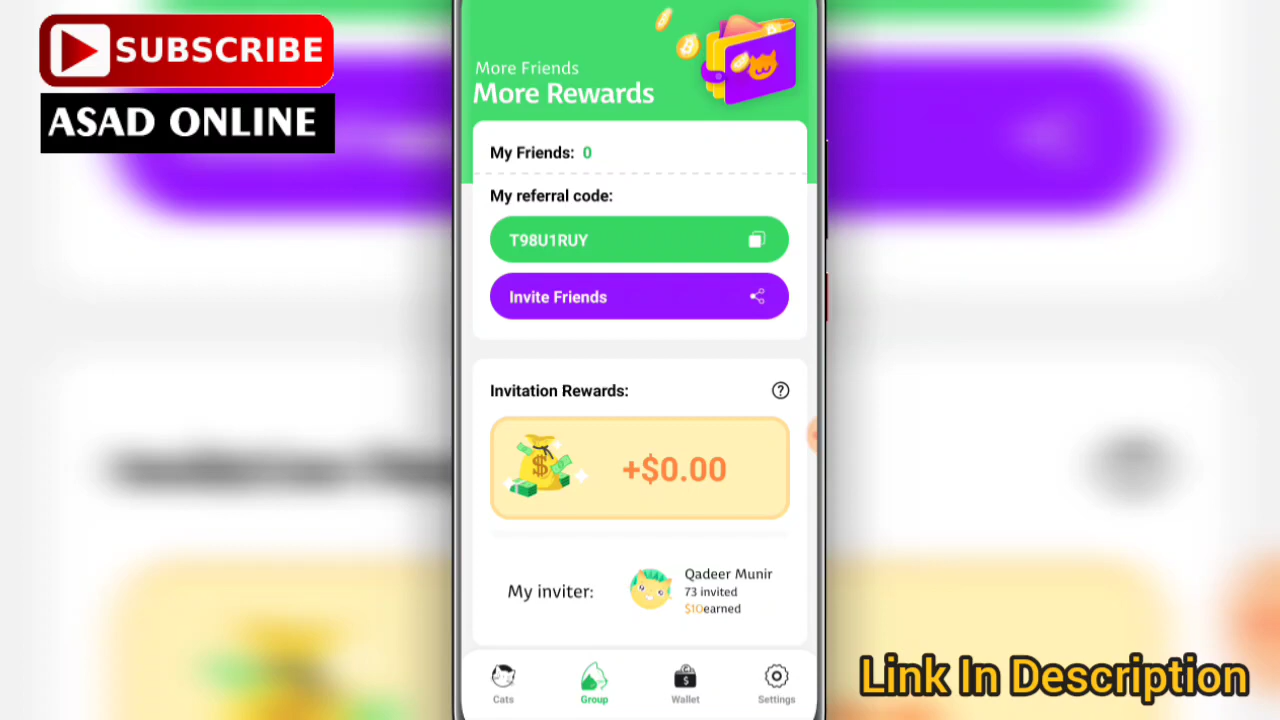 SUBSCRIBE
ASAD ONLINE
More Friends
More Rewards
My Friends: 0
My referral code:
T98U1RUY
Invite Friends
Invitation Rewards:
+$0.00
My inviter:
Qadeer Munir
73 invited
$10earned
Cats
Group
Wallet
Settings
Link In Description